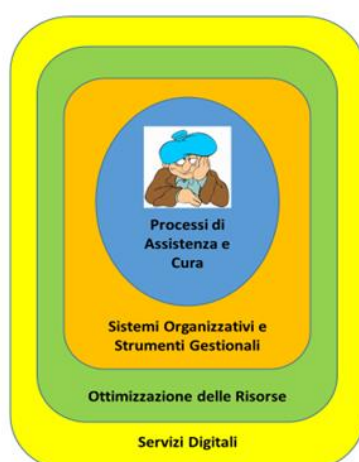 Processi di
Assistenza e
Cura
Sistemi Organizzativi e
Strumenti Gestionali
Ottimizzazione delle Risorse
Servizi Digitali